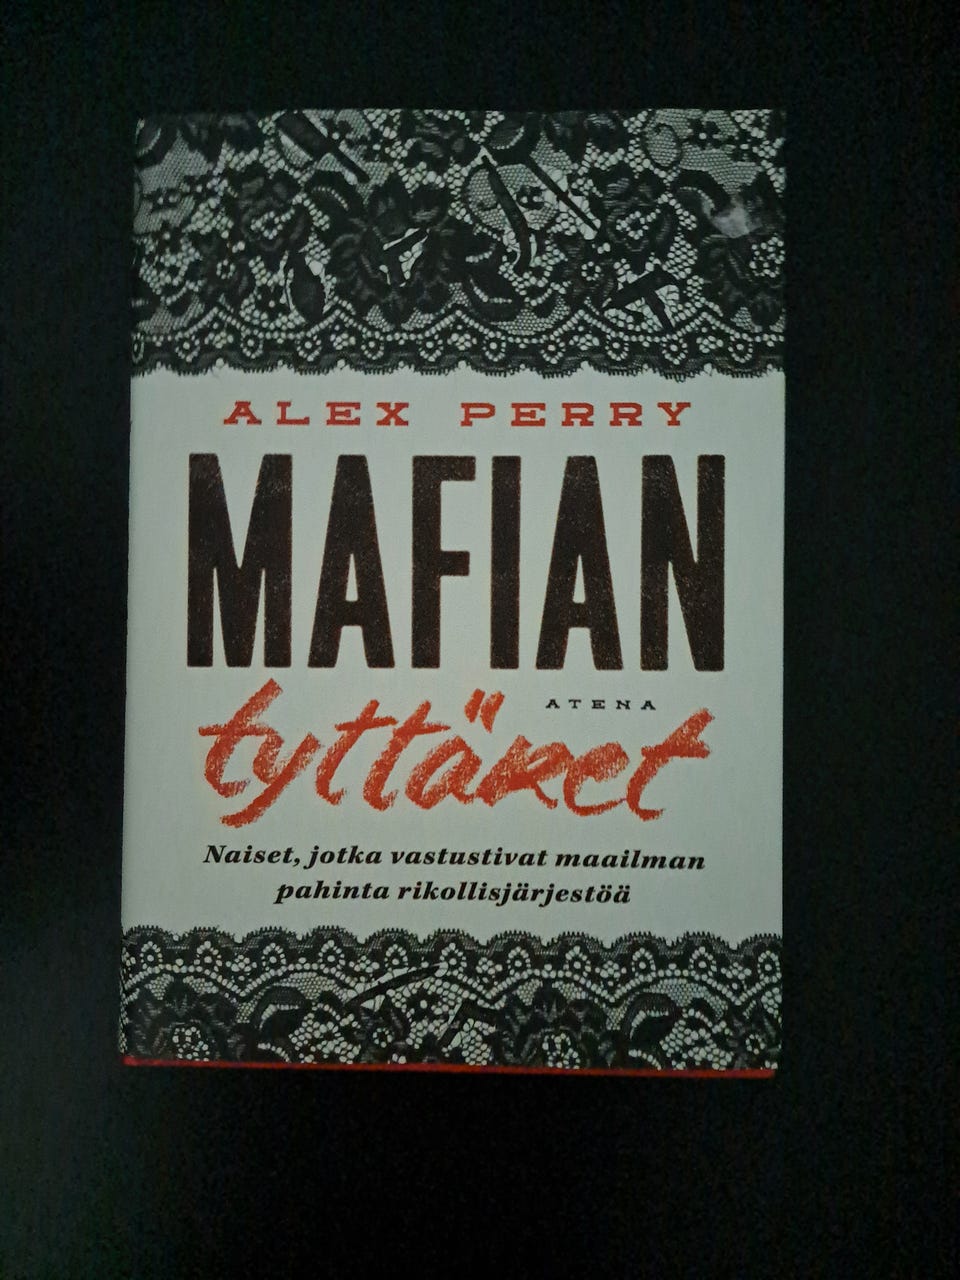 ALEX PERRY
MAFIAN
ATENA
tyttäret
Naiset, jotka vastustivat maailman
pahinta rikollisjärjestöä